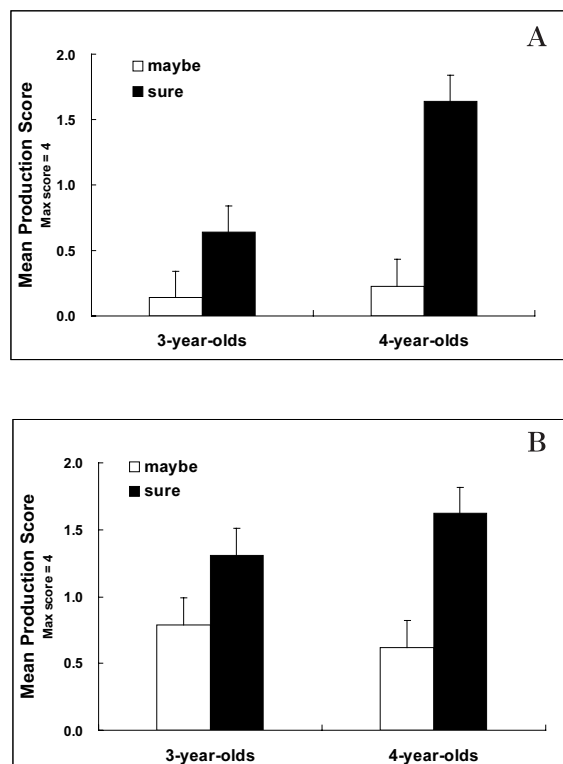 A
2.0
maybe
sure
1.5
1.0
0.5
0.0
Mean Production Score
Max score = 4
3-year-olds 4-year-olds
B
2.0
maybe
sure
1.5
1.0
0.5
0.0
Mean Production Score
Max score = 4
3-year-olds 4-year-olds